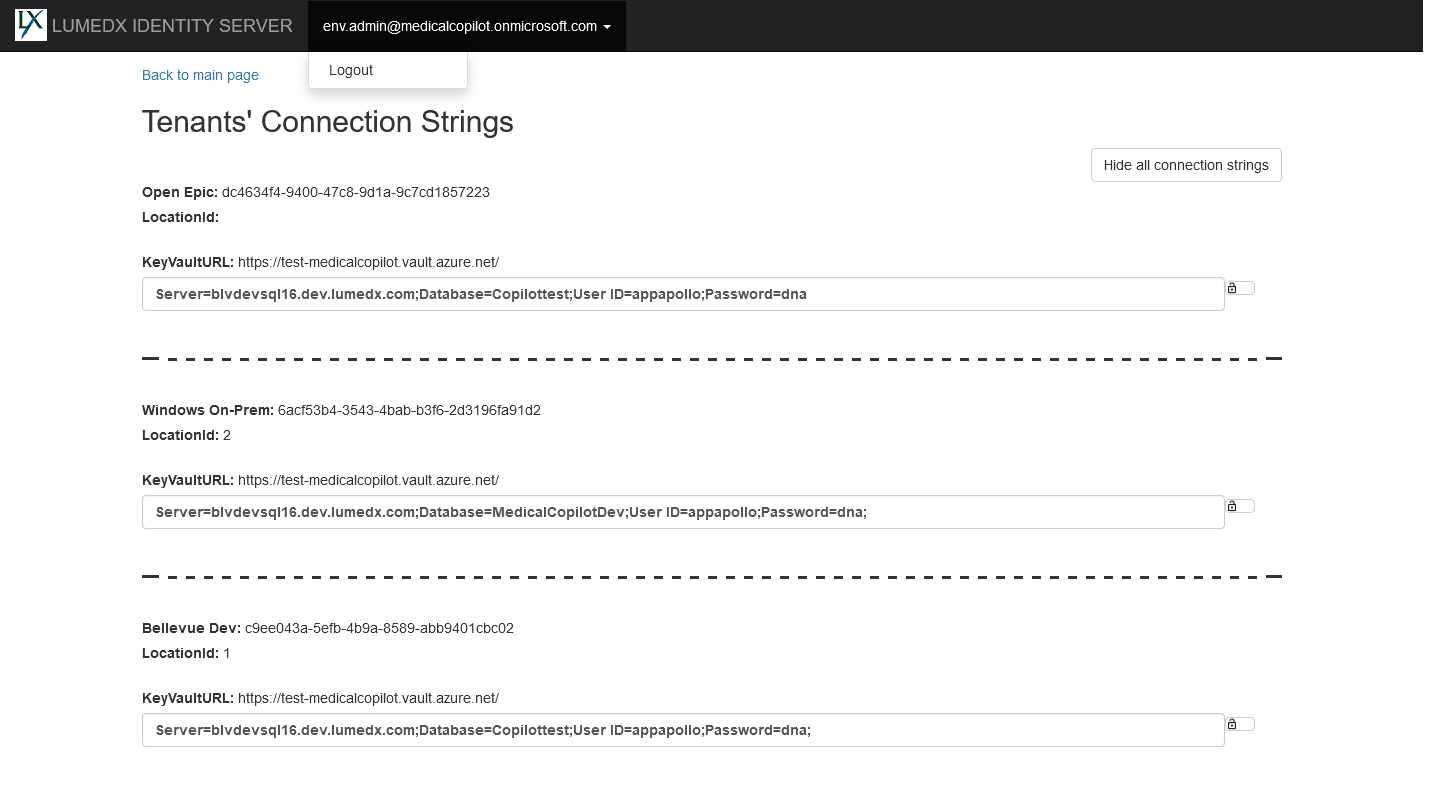 LX LUMEDX IDENTITY SERVER env.admin@medicalcopilot.onmicrosoft.com
Logout
Back to main page
Tenants' Connection Strings
Hide all connection strings
Open Epic: dc4634f4-9400-47c8-9d1a-9c7cd1857223
LocationId:
KeyVaultURL: https://test-medicalcopilot.vault.azure.net/
Server=blvdevsql16.dev.lumedx.com;Database=Copilottest;User ID=appapollo;Password=dna
Windows On-Prem: 6acf53b4-3543-4bab-b3f6-2d3196fa91d2
LocationId: 2
KeyVaultURL: https://test-medicalcopilot.vault.azure.net/
Server=blvdevsql16.dev.lumedx.com;Database=MedicalCopilotDev;User ID=appapollo;Password=dna;
Bellevue Dev: c9ee043a-5efb-4b9a-8589-abb9401cbc02
LocationId: 1
KeyVaultURL: https://test-medicalcopilot.vault.azure.net/
Server=blvdevsql16.dev.lumedx.com;Database=Copilottest;User ID=appapollo;Password=dna;